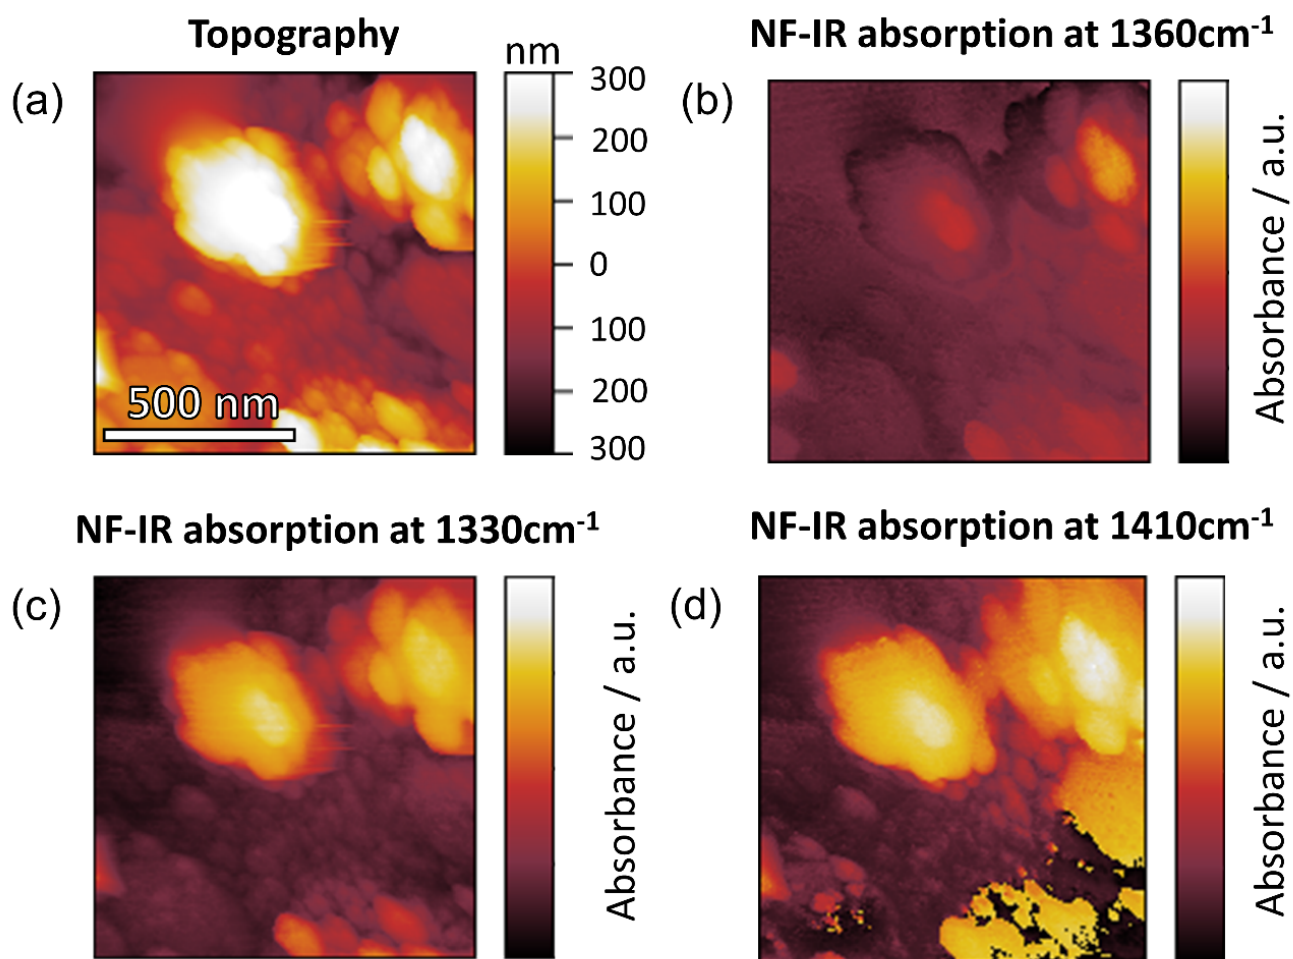 Topography
NF-IR absorption at 1360cm⁻¹
(a)
nm
300
200
100
0
100
200
300
500 nm
(b)
Absorbance / a.u.
NF-IR absorption at 1330cm⁻¹
NF-IR absorption at 1410cm⁻¹
(c)
Absorbance / a.u.
(d)
Absorbance / a.u.